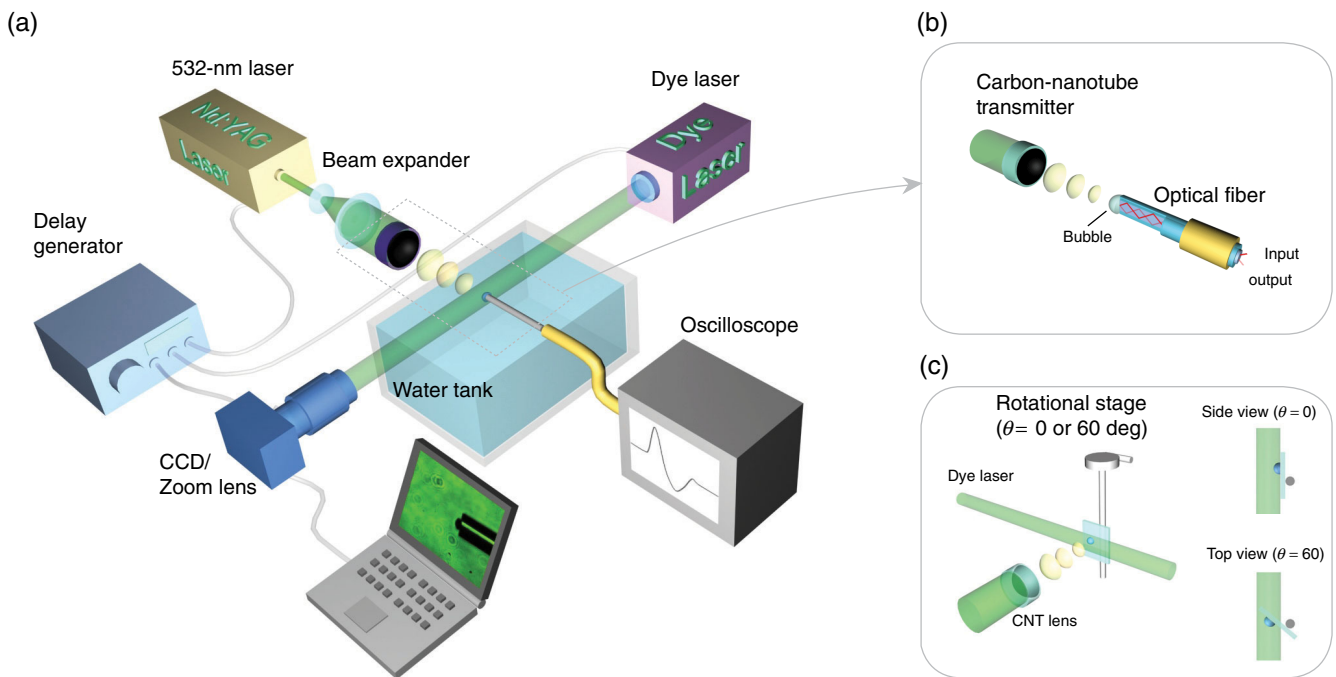 (a)
532-nm laser
Nd:YAG
Laser
Beam expander
Dye laser
Dye
Laser
Delay
generator
Water tank
Oscilloscope
CCD/
Zoom lens
(b)
Carbon-nanotube
transmitter
Optical fiber
Bubble
Input
output
(c)
Rotational stage
(θ = 0 or 60 deg)
Side view (θ = 0)
Dye laser
Top view (θ = 60)
CNT lens